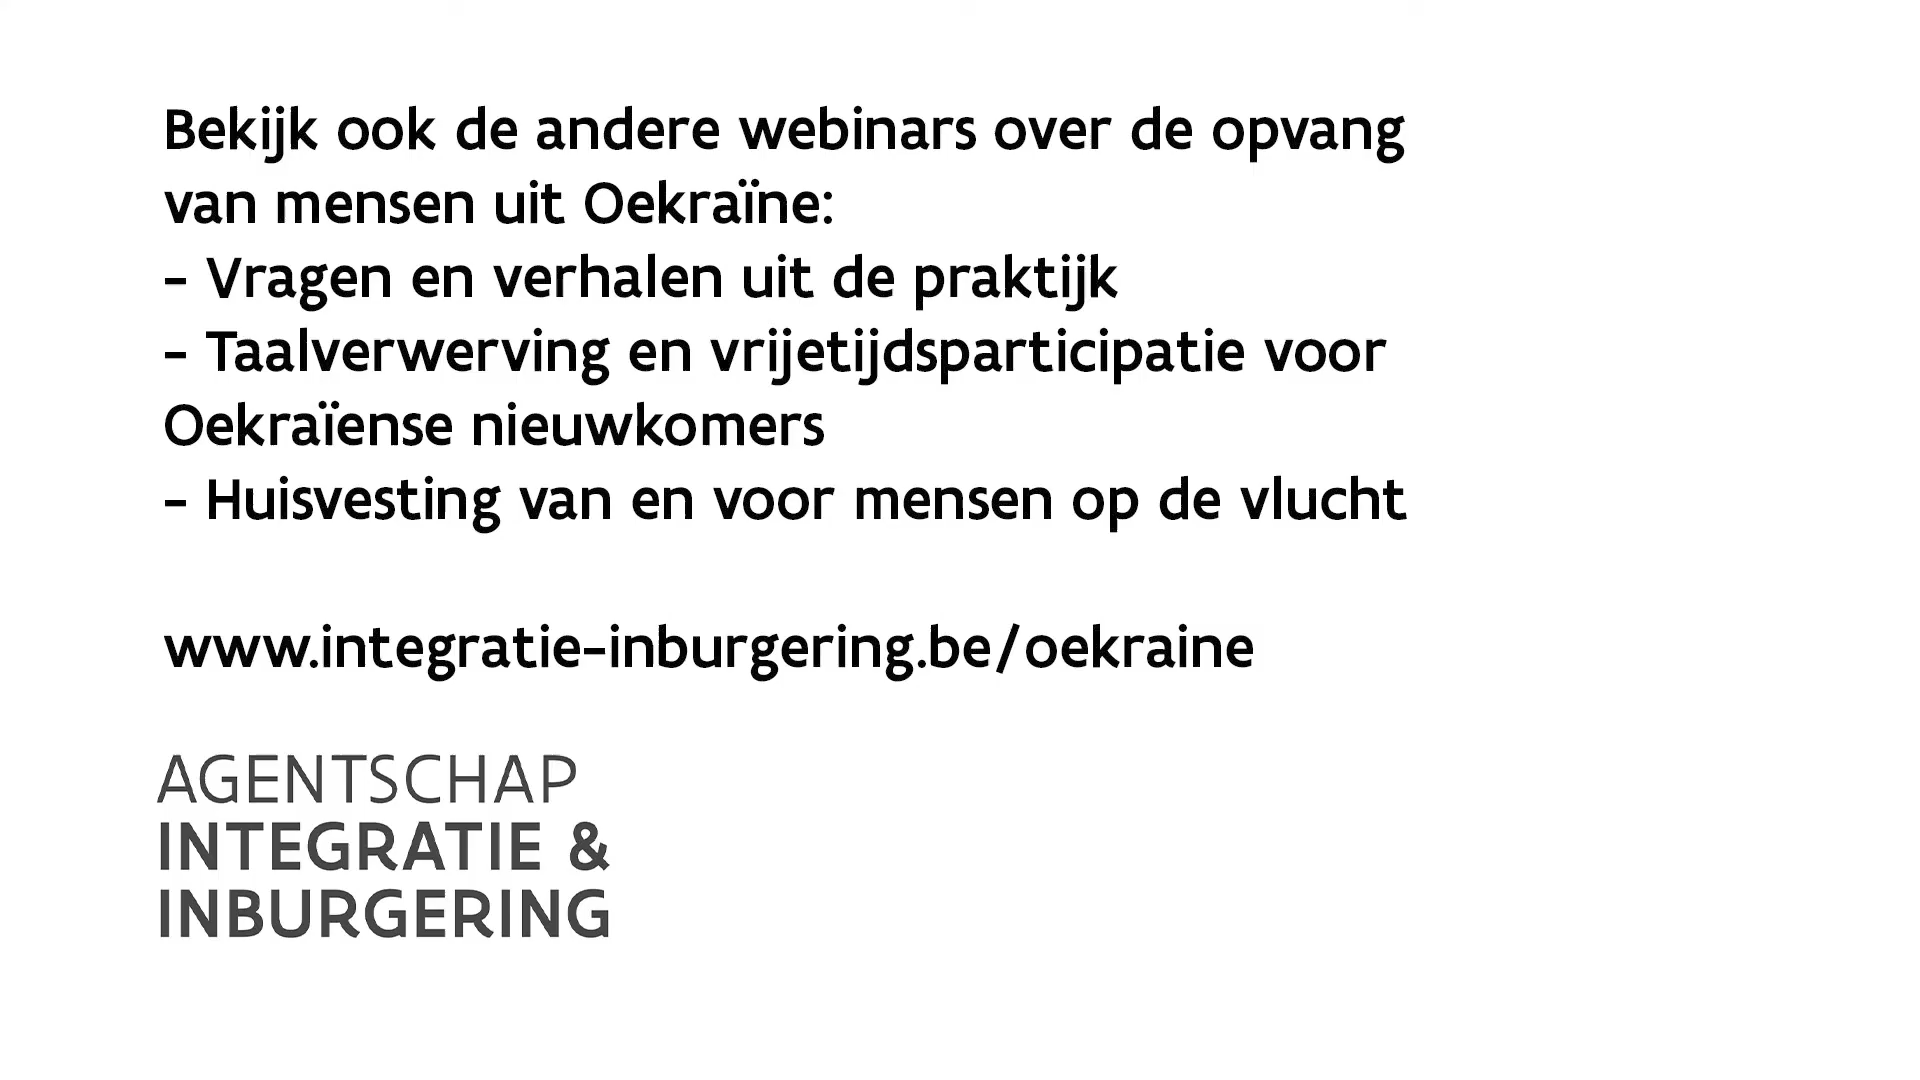 Bekijk ook de andere webinars over de opvang
van mensen uit Oekraïne:
- Vragen en verhalen uit de praktijk
- Taalverwerving en vrijetijdsparticipatie voor
Oekraïense nieuwkomers
- Huisvesting van en voor mensen op de vlucht
www.integratie-inburgering.be/oekraine
AGENTSCHAP
INTEGRATIE &
INBURGERING